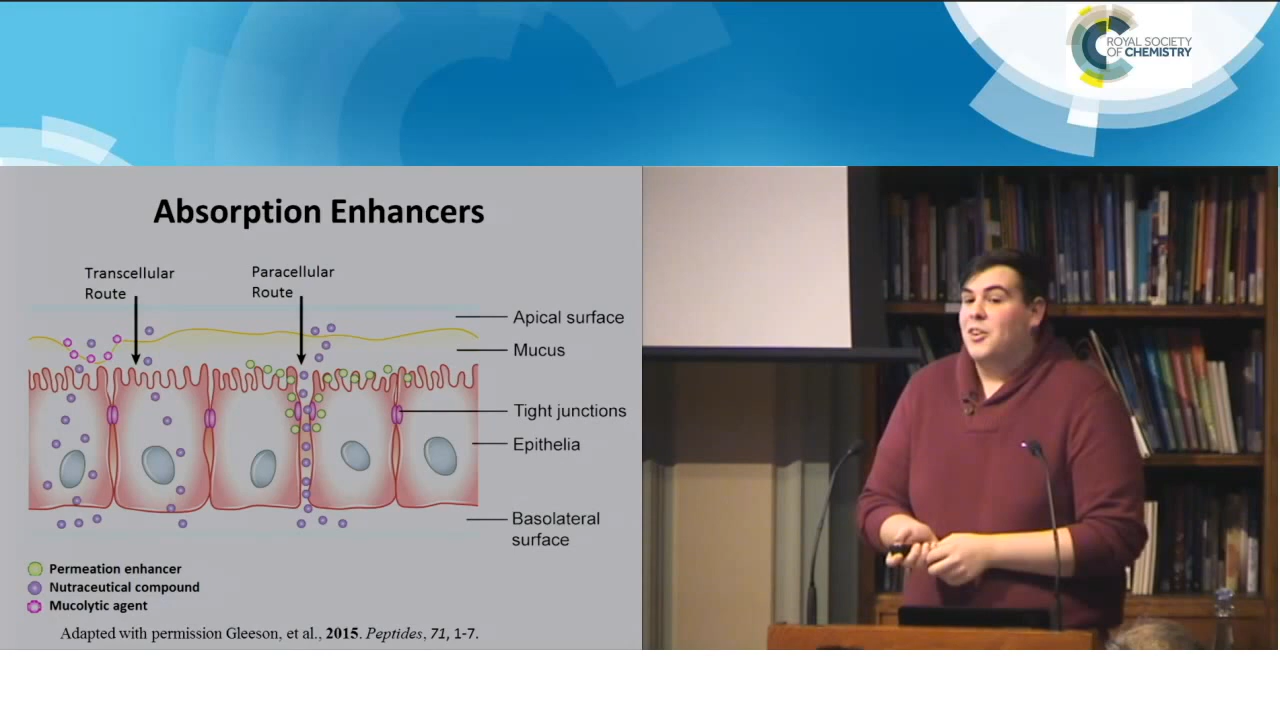 ROYAL SOCIETY
OF CHEMISTRY
Absorption Enhancers
Transcellular
Route
Paracellular
Route
Apical surface
Mucus
Tight junctions
Epithelia
Basolateral
surface
Permeation enhancer
Nutraceutical compound
Mucolytic agent
Adapted with permission Gleeson, et al., 2015. Peptides, 71, 1-7.